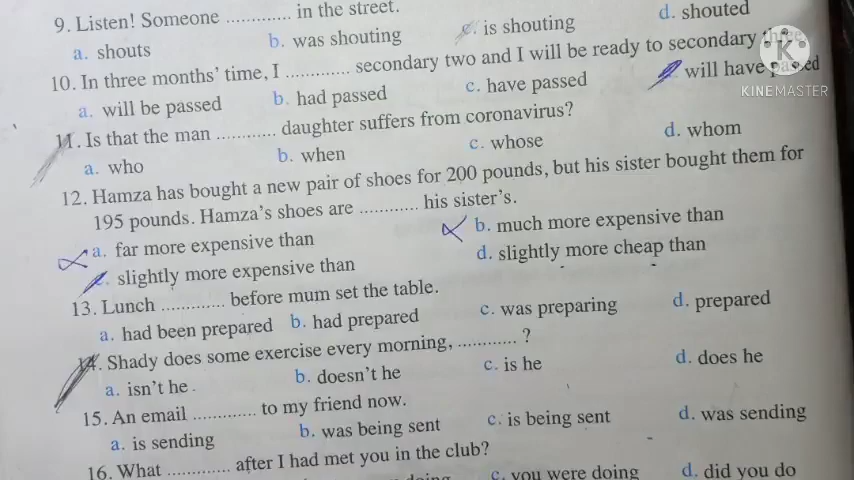 9. Listen! Someone ............ in the street.
a. shouts b. was shouting c. is shouting d. shouted
10. In three months' time, I ............ secondary two and I will be ready to secondary three
a. will be passed b. had passed c. have passed will have passed
11. Is that the man ............ daughter suffers from coronavirus?
a. who b. when c. whose d. whom
12. Hamza has bought a new pair of shoes for 200 pounds, but his sister bought them for
195 pounds. Hamza's shoes are ............ his sister's.
a. far more expensive than b. much more expensive than
c. slightly more expensive than d. slightly more cheap than
13. Lunch ............ before mum set the table.
a. had been prepared b. had prepared c. was preparing d. prepared
14. Shady does some exercise every morning, ............ ?
a. isn't he b. doesn't he c. is he d. does he
15. An email ............ to my friend now.
a. is sending b. was being sent c. is being sent d. was sending
16. What ............ after I had met you in the club?
doing c. you were doing d. did you do
K
KINEMASTER